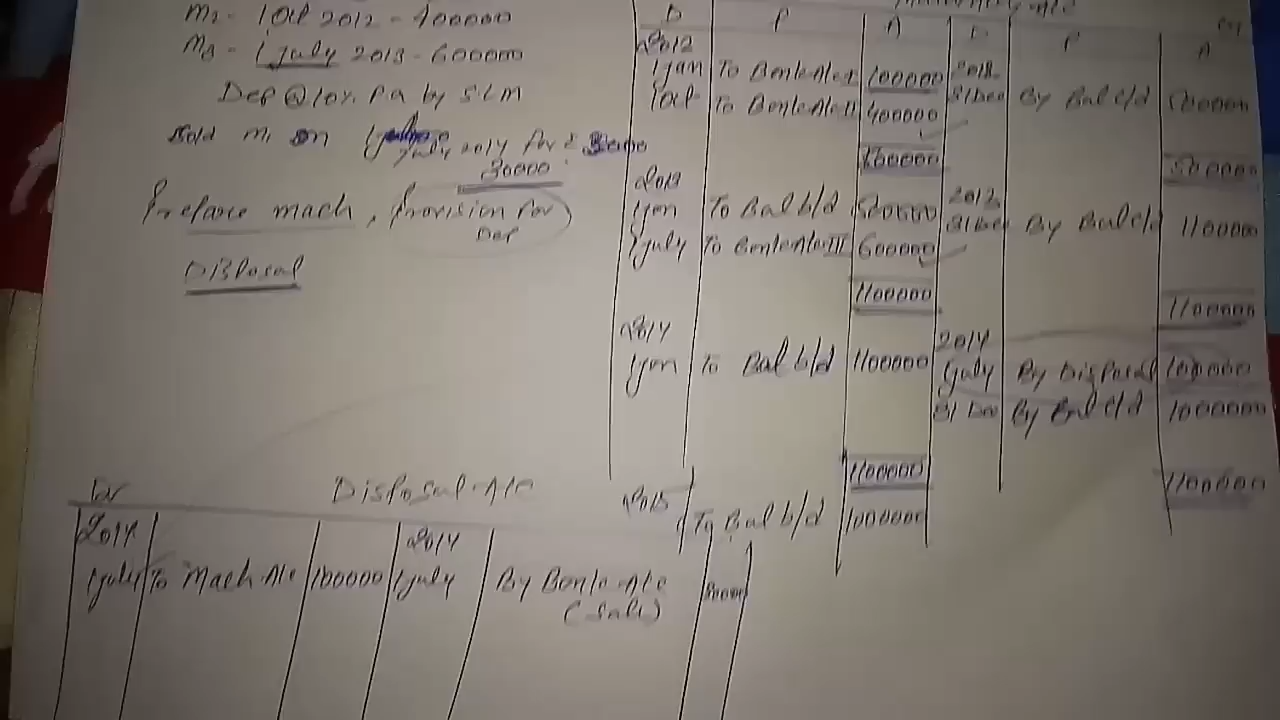 M2 - 1 Oct 2012 - 400000
M3 - 1 July 2013 - 600000
Dep @ 10% P.a by SLM
Sold M1 on 1 July 2014 for
30000
Prepare mach, Provision for
Dep
Disposal
D P A D P A
2012
1 Jan To Bank A/c I 100000 2012 31 Dec By Bal c/d 500000
1 Oct To Bank A/c II 400000
500000 500000
2013
1 Jan To Bal b/d 500000 2013 31 Dec By Bal c/d 1100000
1 July To Bank A/c III 600000
1100000 1100000
2014 2014
1 Jan To Bal b/d 1100000 1 July By Disposal 100000
31 Dec By Bal c/d 1000000
1100000 1100000
2015 To Bal b/d 1000000
Dr Disposal A/c
2014 2014
1 July To Mach A/c 100000 1 July By Bank A/c
(Sale)